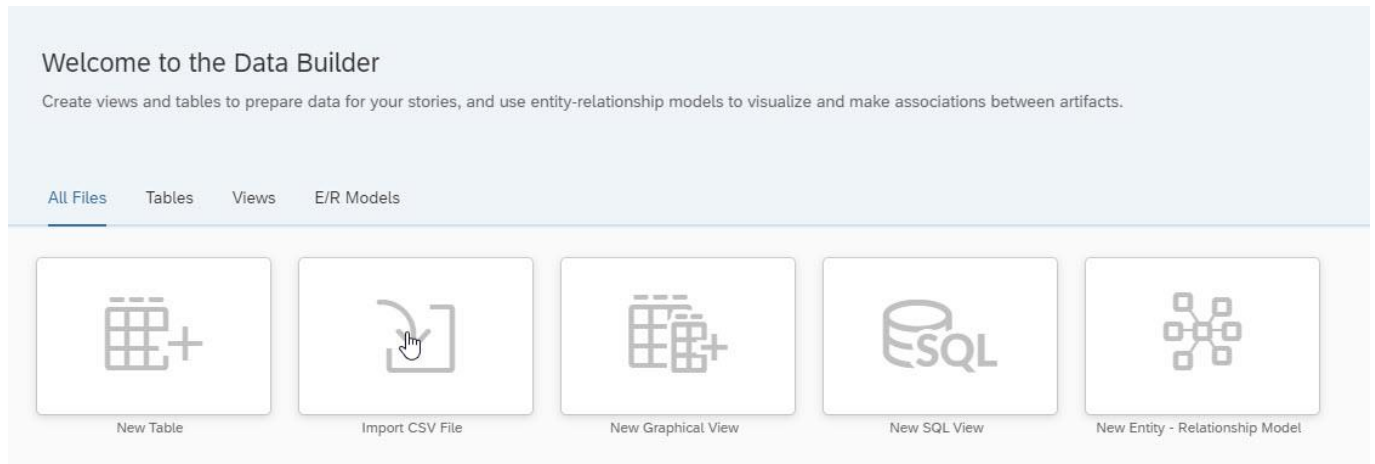 Welcome to the Data Builder
Create views and tables to prepare data for your stories, and use entity-relationship models to visualize and make associations between artifacts.
All Files Tables Views E/R Models
SQL
New Table Import CSV File New Graphical View New SQL View New Entity - Relationship Model